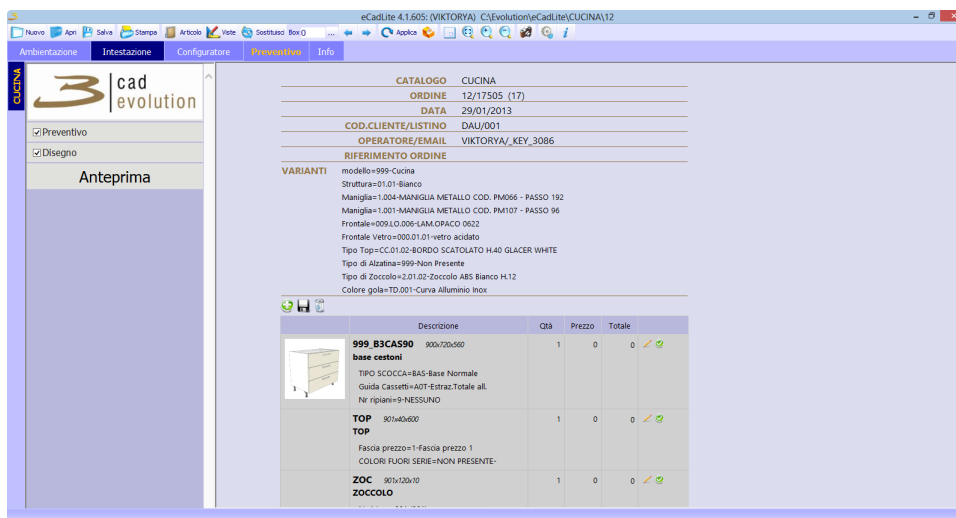 eCadLite 4.1.605: (VIKTORYA) C:\Evolution\eCadLite\CUCINA\12
Nuovo Apri Salva Stampa Articolo Viste Sostituisci Box 0 ... Applica
Ambientazione Intestazione Configuratore Preventivo Info
CUCINA
cad
evolution
Preventivo
Disegno
Anteprima
CATALOGO CUCINA
ORDINE 12/17505 (17)
DATA 29/01/2013
COD.CLIENTE/LISTINO DAU/001
OPERATORE/EMAIL VIKTORYA/_KEY_3086
RIFERIMENTO ORDINE
VARIANTI modello=999-Cucina
Struttura=01.01-Bianco
Maniglia=1.004-MANIGLIA METALLO COD. PM066 - PASSO 192
Maniglia=1.001-MANIGLIA METALLO COD. PM107 - PASSO 96
Frontale=009.LO.006-LAM.OPACO 0622
Frontale Vetro=000.01.01-vetro acidato
Tipo Top=CC.01.02-BORDO SCATOLATO H.40 GLACER WHITE
Tipo di Alzatina=999-Non Presente
Tipo di Zoccolo=2.01.02-Zoccolo ABS Bianco H.12
Colore gola=TD.001-Curva Alluminio Inox
Descrizione Qtà Prezzo Totale
999_B3CAS90 900x720x560 1 0 0
base cestoni
TIPO SCOCCA=BAS-Base Normale
Guida Cassetti=A0T-Estraz.Totale all.
Nr ripiani=9-NESSUNO
TOP 901x40x600 1 0 0
TOP
Fascia prezzo=1-Fascia prezzo 1
COLORI FUORI SERIE=NON PRESENTE-
ZOC 901x120x10 1 0 0
ZOCCOLO